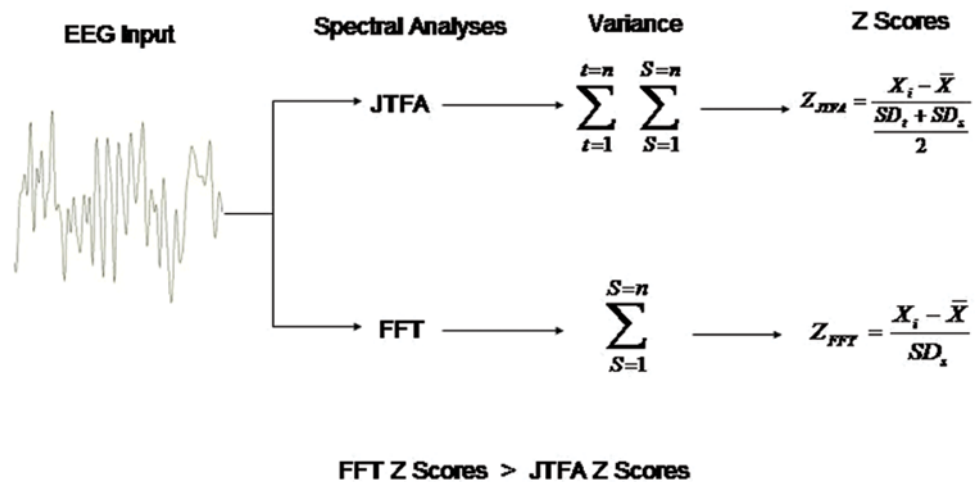 EEG Input Spectral Analyses Variance Z Scores
JTFA
t=n S=n
∑ ∑
t=1 S=1
Z_JTFA = (X_i − X̄) / ((SD_t + SD_s) / 2)
FFT
S=n
∑
S=1
Z_FFT = (X_i − X̄) / SD_s
FFT Z Scores > JTFA Z Scores